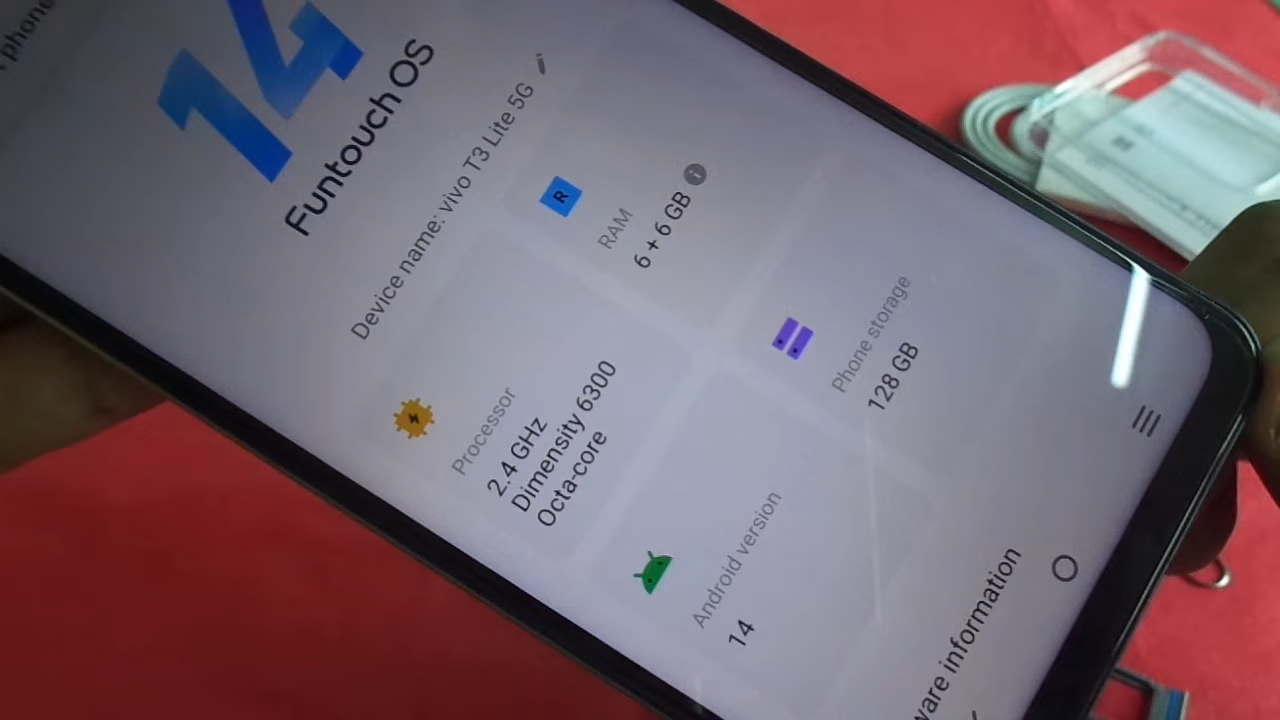 phone
14
Funtouch OS
Device name: vivo T3 Lite 5G
Processor
2.4 GHz
Dimensity 6300
Octa-core
R
RAM
6 + 6 GB
Android version
14
Phone storage
128 GB
ware information